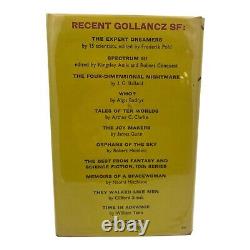 RECENT GOLLANCZ SF:
THE EXPERT DREAMERS
by 15 scientists, edited by Frederik Pohl
SPECTRUM III
edited by Kingsley Amis and Robert Conquest
THE FOUR-DIMENSIONAL NIGHTMARE
by J. G. Ballard
WHO?
by Algis Budrys
TALES OF TEN WORLDS
by Arthur C. Clarke
THE JOY MAKERS
by James Gunn
ORPHANS OF THE SKY
by Robert Heinlein
THE BEST FROM FANTASY AND
SCIENCE FICTION, 10th SERIES
MEMOIRS OF A SPACEWOMAN
by Naomi Mitchison
THEY WALKED LIKE MEN
by Clifford Simak
TIME IN ADVANCE
by William Tenn